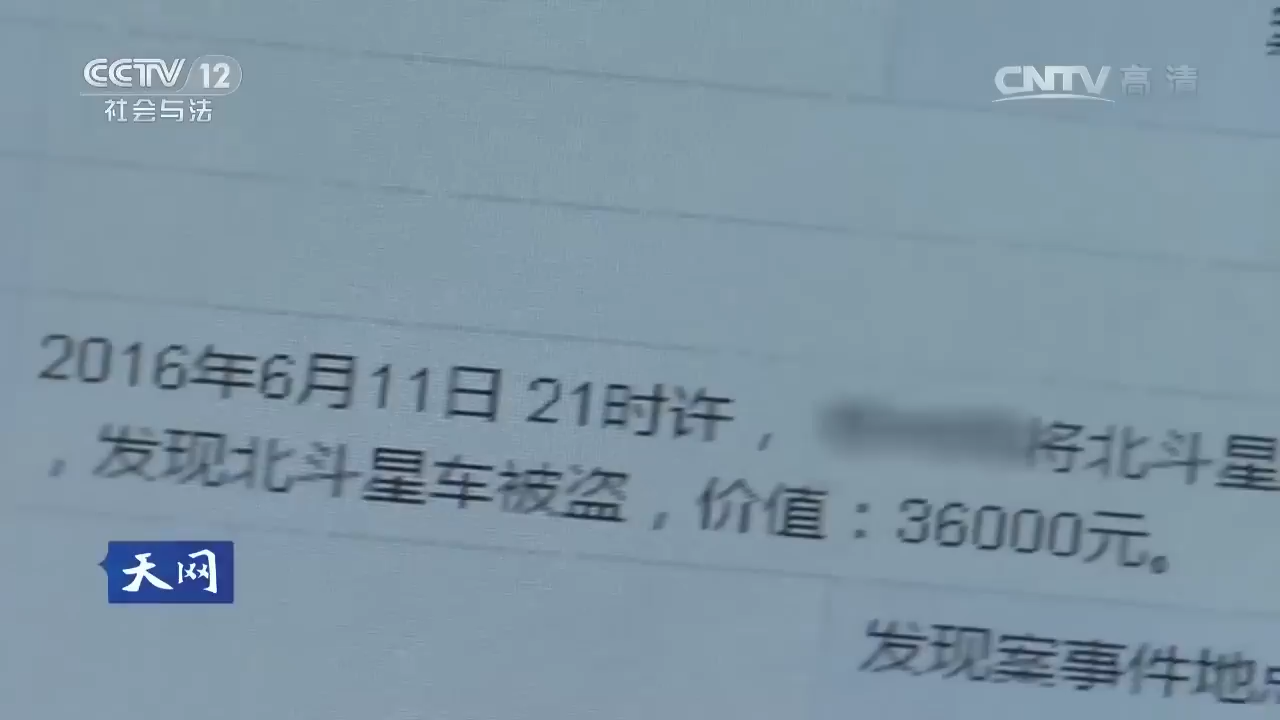 CCTV 12
社会与法
CNTV 高清
2016年6月11日 21时许， 将北斗星
，发现北斗星车被盗，价值：36000元。
天网
发现案事件地